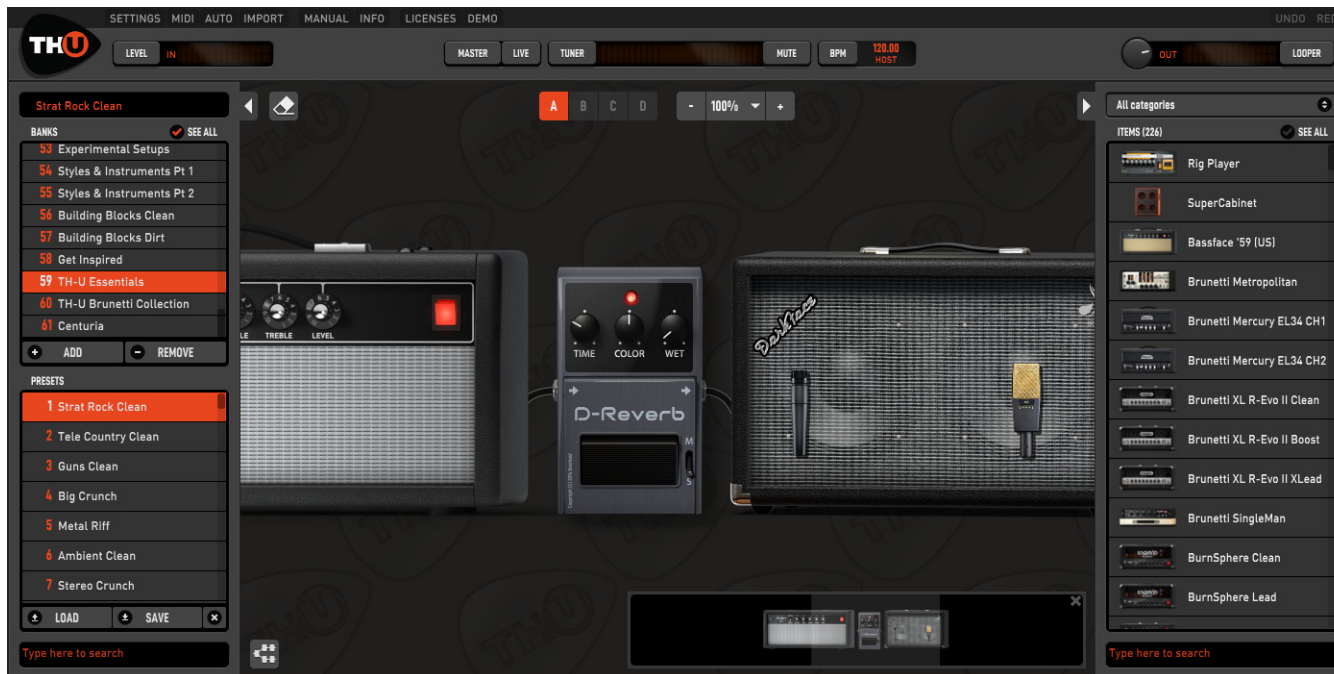 SETTINGS MIDI AUTO IMPORT MANUAL INFO LICENSES DEMO UNDO RED
THU
LEVEL IN MASTER LIVE TUNER MUTE BPM 120.00 HOST OUT LOOPER
Strat Rock Clean
BANKS SEE ALL
53 Experimental Setups
54 Styles & Instruments Pt 1
55 Styles & Instruments Pt 2
56 Building Blocks Clean
57 Building Blocks Dirt
58 Get Inspired
59 TH-U Essentials
60 TH-U Brunetti Collection
61 Centuria
+ ADD - REMOVE
PRESETS
1 Strat Rock Clean
2 Tele Country Clean
3 Guns Clean
4 Big Crunch
5 Metal Riff
6 Ambient Clean
7 Stereo Crunch
LOAD SAVE
Type here to search
A B C D - 100% +
LE TREBLE LEVEL
TIME COLOR WET
D-Reverb
M
S
Darkface
All categories
ITEMS (226) SEE ALL
Rig Player
SuperCabinet
Bassface '59 (US)
Brunetti Metropolitan
Brunetti Mercury EL34 CH1
Brunetti Mercury EL34 CH2
Brunetti XL R-Evo II Clean
Brunetti XL R-Evo II Boost
Brunetti XL R-Evo II XLead
Brunetti SingleMan
BurnSphere Clean
BurnSphere Lead
Type here to search